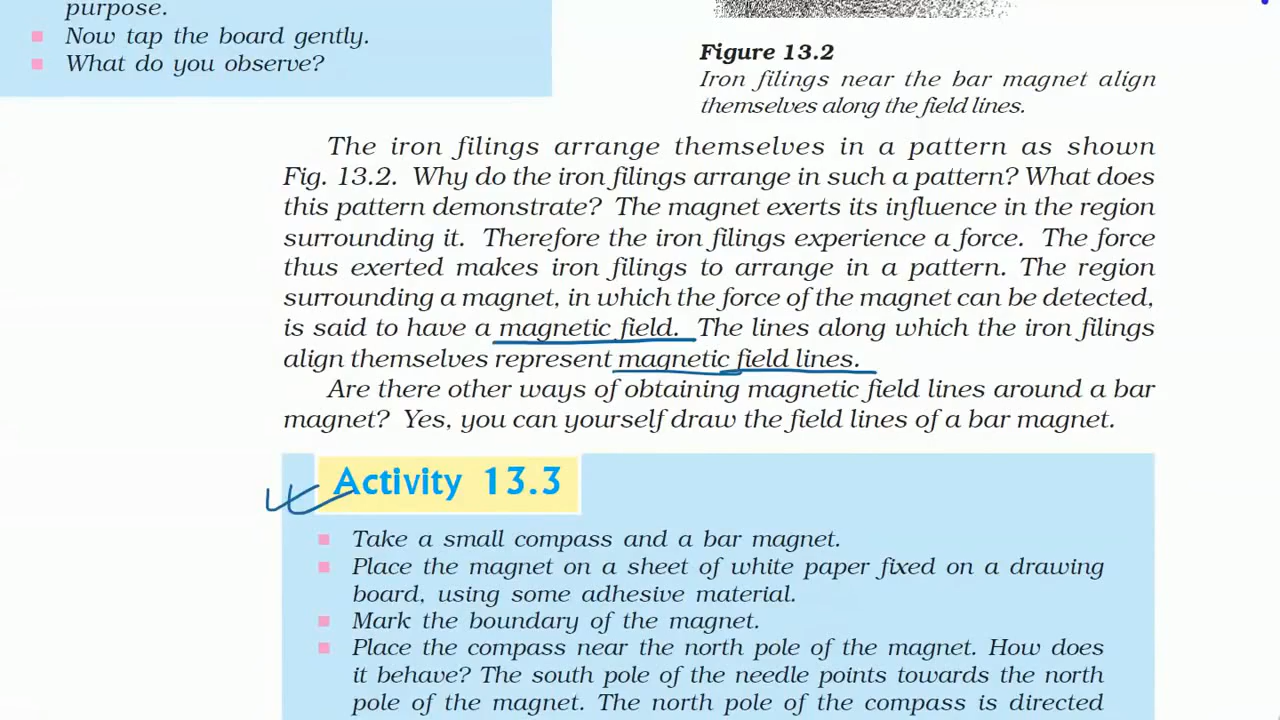 purpose.
Now tap the board gently.
What do you observe?
Figure 13.2
Iron filings near the bar magnet align
themselves along the field lines.
The iron filings arrange themselves in a pattern as shown
Fig. 13.2. Why do the iron filings arrange in such a pattern? What does
this pattern demonstrate? The magnet exerts its influence in the region
surrounding it. Therefore the iron filings experience a force. The force
thus exerted makes iron filings to arrange in a pattern. The region
surrounding a magnet, in which the force of the magnet can be detected,
is said to have a magnetic field. The lines along which the iron filings
align themselves represent magnetic field lines.
Are there other ways of obtaining magnetic field lines around a bar
magnet? Yes, you can yourself draw the field lines of a bar magnet.
Activity 13.3
Take a small compass and a bar magnet.
Place the magnet on a sheet of white paper fixed on a drawing
board, using some adhesive material.
Mark the boundary of the magnet.
Place the compass near the north pole of the magnet. How does
it behave? The south pole of the needle points towards the north
pole of the magnet. The north pole of the compass is directed